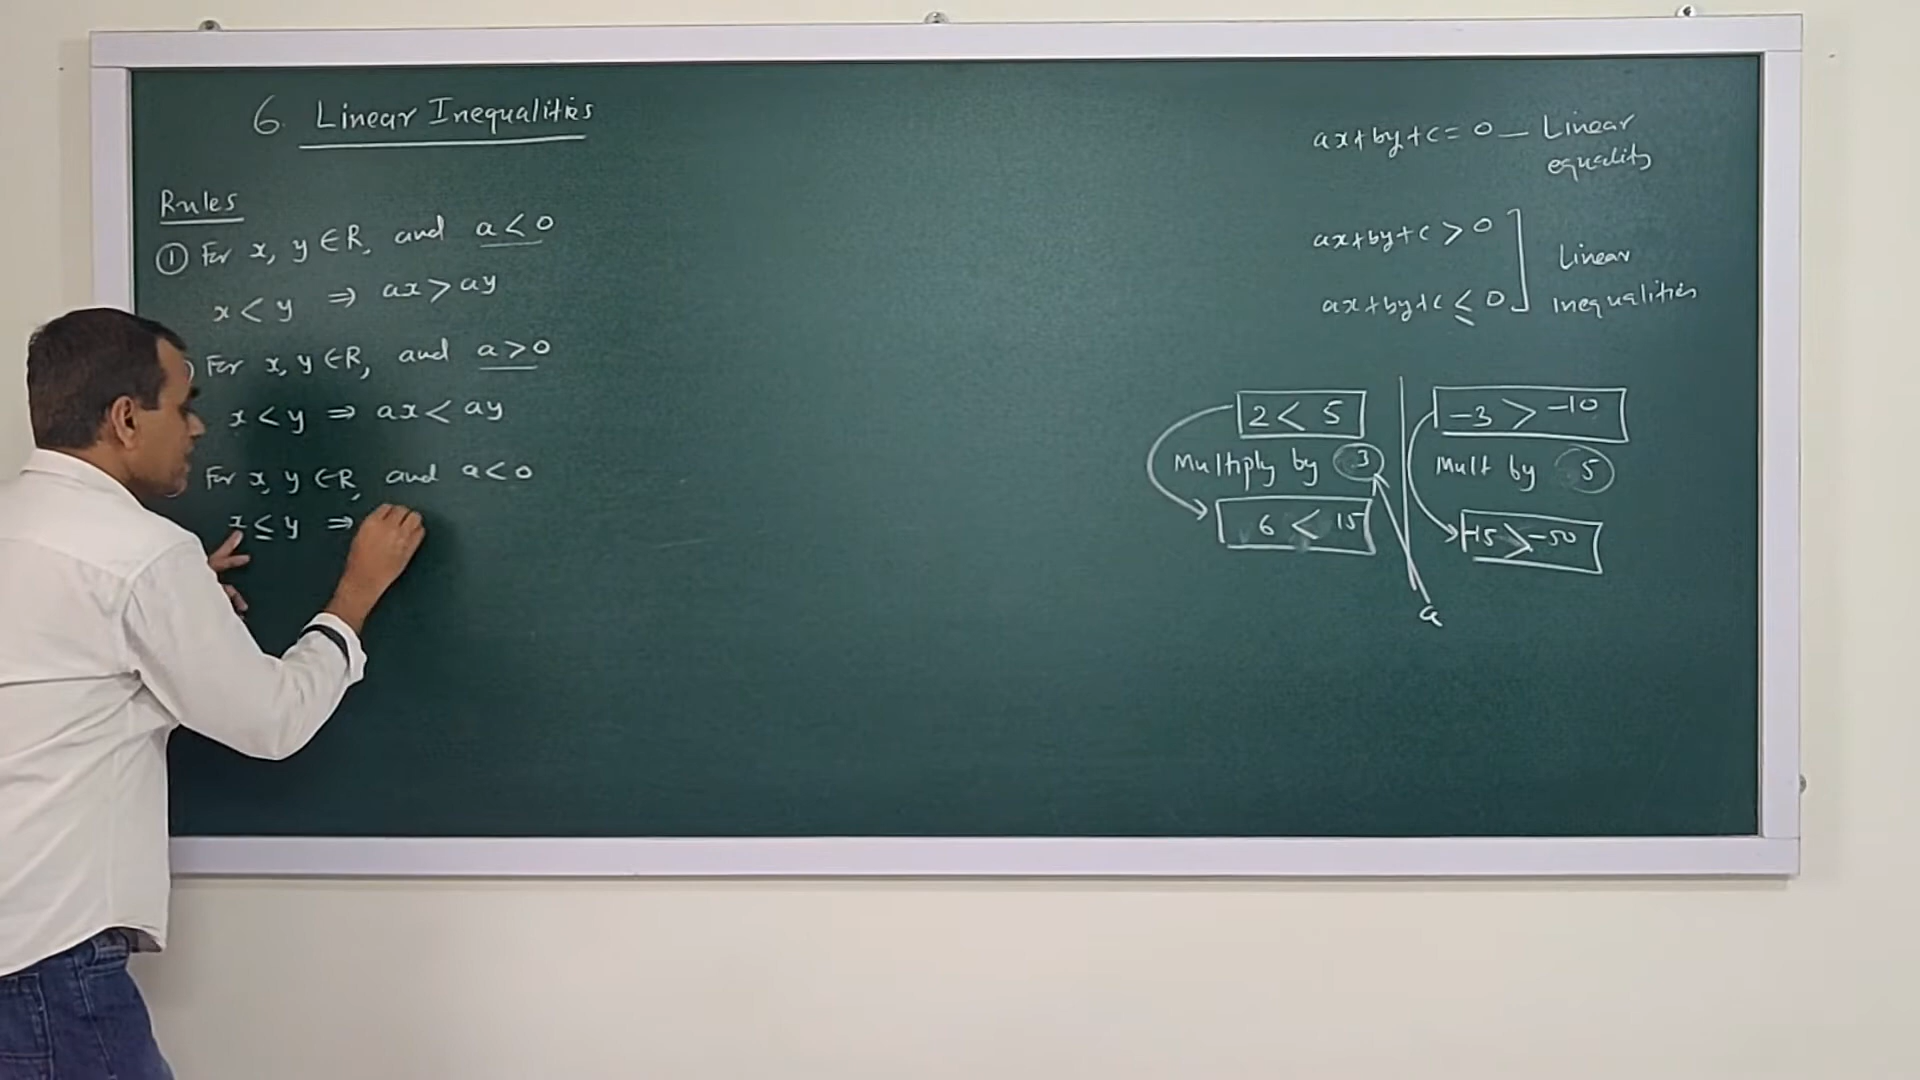 6. Linear Inequalities
Rules
① For x, y ∈ R, and a < 0
x < y ⇒ ax > ay
For x, y ∈ R, and a > 0
x < y ⇒ ax < ay
For x, y ∈ R, and a < 0
x ≤ y ⇒
ax+by+c = 0 — Linear
equality
ax+by+c > 0
ax+by+c ≤ 0
Linear
inequalities
2 < 5
Multiply by 3
6 < 15
-3 > -10
Mult by 5
-15 > -50
a